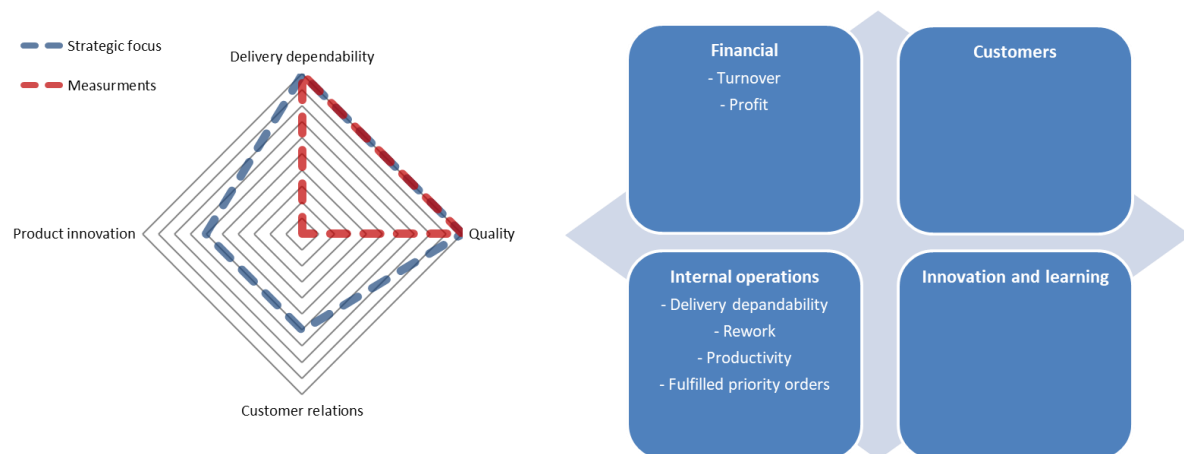 Strategic focus
Measurments
Delivery dependability
Product innovation
Quality
Customer relations
Financial
- Turnover
- Profit
Customers
Internal operations
- Delivery depandability
- Rework
- Productivity
- Fulfilled priority orders
Innovation and learning